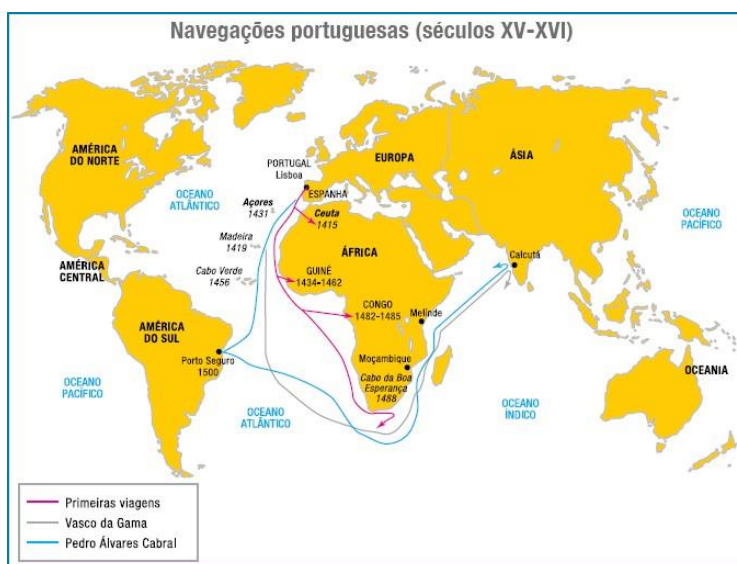 Navegações portuguesas (séculos XV-XVI)
AMÉRICA
DO NORTE
OCEANO
ATLÂNTICO
PORTUGAL
Lisboa
ESPANHA
EUROPA
ÁSIA
Açores
1431
Ceuta
1415
OCEANO
PACÍFICO
Madeira
1419
ÁFRICA
Calcutá
AMÉRICA
CENTRAL
Cabo Verde
1456
GUINÉ
1434-1462
CONGO
1482-1485
Melinde
AMÉRICA
DO SUL
Porto Seguro
1500
Moçambique
Cabo da Boa
Esperança
1488
OCEANIA
OCEANO
PACÍFICO
OCEANO
ATLÂNTICO
OCEANO
ÍNDICO
Primeiras viagens
Vasco da Gama
Pedro Álvares Cabral